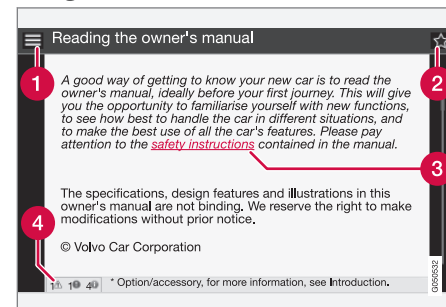 Reading the owner's manual
1
2
A good way of getting to know your new car is to read the
owner's manual, ideally before your first journey. This will give
you the opportunity to familiarise yourself with new functions,
to see how best to handle the car in different situations, and
to make the best use of all the car's features. Please pay
attention to the safety instructions contained in the manual.
3
The specifications, design features and illustrations in this
owner's manual are not binding. We reserve the right to make
modifications without prior notice.
4
© Volvo Car Corporation
1 1 4 * Option/accessory, for more information, see Introduction.
G050532